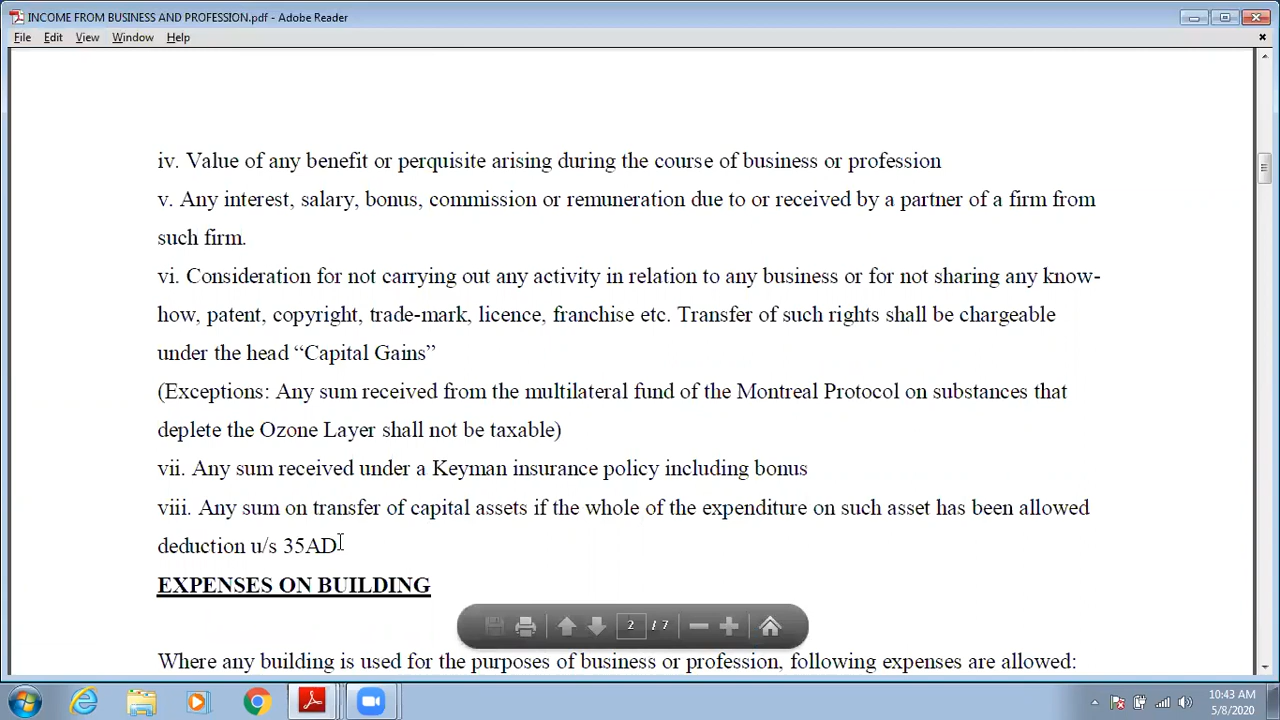 INCOME FROM BUSINESS AND PROFESSION.pdf - Adobe Reader
File Edit View Window Help
iv. Value of any benefit or perquisite arising during the course of business or profession
v. Any interest, salary, bonus, commission or remuneration due to or received by a partner of a firm from
such firm.
vi. Consideration for not carrying out any activity in relation to any business or for not sharing any know-
how, patent, copyright, trade-mark, licence, franchise etc. Transfer of such rights shall be chargeable
under the head “Capital Gains”
(Exceptions: Any sum received from the multilateral fund of the Montreal Protocol on substances that
deplete the Ozone Layer shall not be taxable)
vii. Any sum received under a Keyman insurance policy including bonus
viii. Any sum on transfer of capital assets if the whole of the expenditure on such asset has been allowed
deduction u/s 35AD
EXPENSES ON BUILDING
2 / 7
Where any building is used for the purposes of business or profession, following expenses are allowed:
10:43 AM
5/8/2020